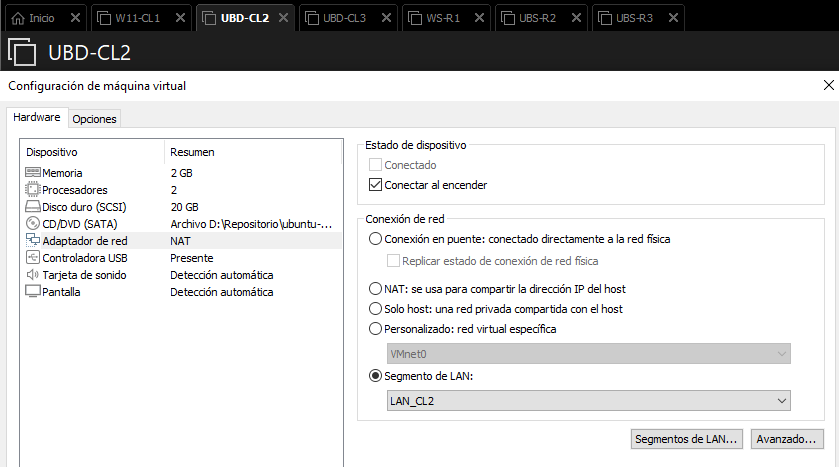 Inicio W11-CL1 UBD-CL2 UBD-CL3 WS-R1 UBS-R2 UBS-R3
UBD-CL2
Configuración de máquina virtual
Hardware Opciones
Dispositivo Resumen
Memoria 2 GB
Procesadores 2
Disco duro (SCSI) 20 GB
CD/DVD (SATA) Archivo D:\Repositorio\ubuntu-...
Adaptador de red NAT
Controladora USB Presente
Tarjeta de sonido Detección automática
Pantalla Detección automática
Estado de dispositivo
Conectado
Conectar al encender
Conexión de red
Conexión en puente: conectado directamente a la red física
Replicar estado de conexión de red física
NAT: se usa para compartir la dirección IP del host
Solo host: una red privada compartida con el host
Personalizado: red virtual específica
VMnet0
Segmento de LAN:
LAN_CL2
Segmentos de LAN... Avanzado...